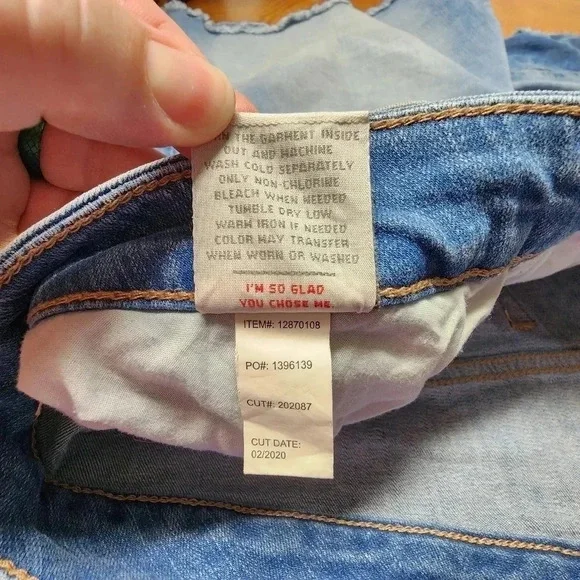 THE GARMENT INSIDE
OUT AND MACHINE
WASH COLD SEPARATELY
ONLY NON-CHLORINE
BLEACH WHEN NEEDED
TUMBLE DRY LOW
WARM IRON IF NEEDED
COLOR MAY TRANSFER
WHEN WORN OR WASHED
I'M SO GLAD
YOU CHOSE ME.
ITEM#: 12870108
PO#: 1396139
CUT#: 202087
CUT DATE:
02/2020